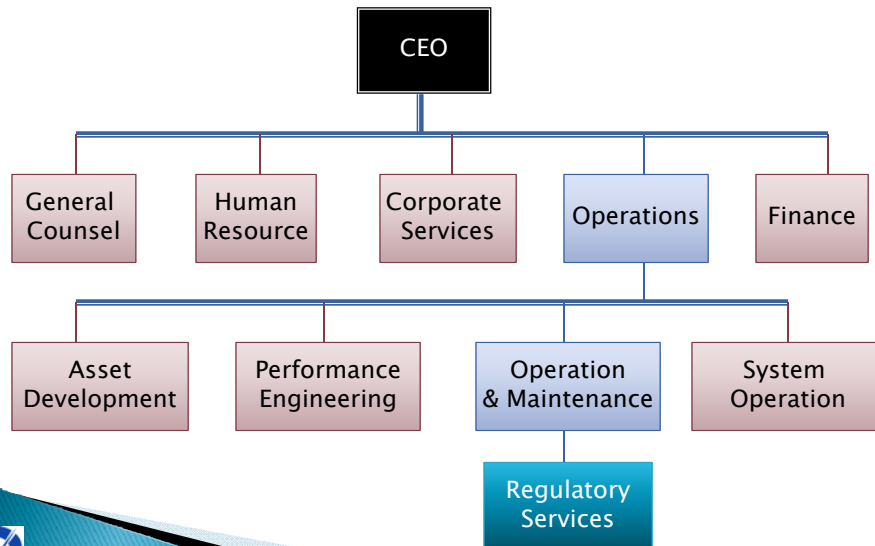 CEO
General
Counsel
Human
Resource
Corporate
Services
Operations
Finance
Asset
Development
Performance
Engineering
Operation
& Maintenance
System
Operation
Regulatory
Services